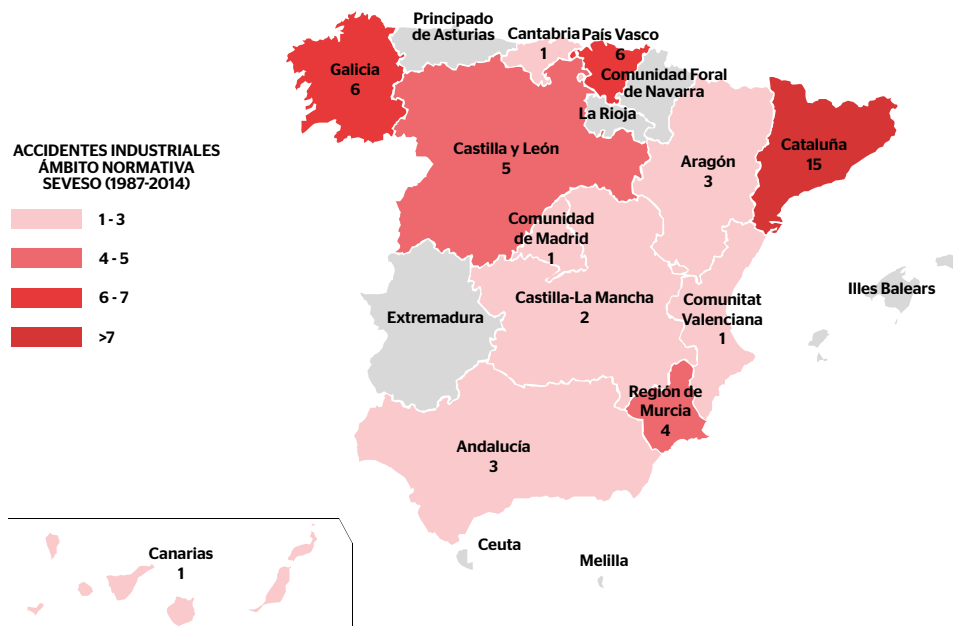 Principado
de Asturias
Cantabria
1
País Vasco
6
Galicia
6
Comunidad Foral
de Navarra
La Rioja
ACCIDENTES INDUSTRIALES
ÁMBITO NORMATIVA
SEVESO (1987-2014)
1 - 3
4 - 5
6 - 7
>7
Castilla y León
5
Aragón
3
Cataluña
15
Comunidad
de Madrid
1
Illes Balears
Extremadura
Castilla-La Mancha
2
Comunitat
Valenciana
1
Región de
Murcia
4
Andalucía
3
Ceuta
Melilla
Canarias
1